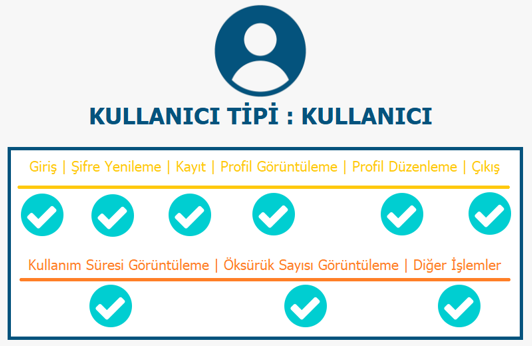 KULLANICI TİPİ : KULLANICI
Giriş | Şifre Yenileme | Kayıt | Profil Görüntüleme | Profil Düzenleme | Çıkış
Kullanım Süresi Görüntüleme | Öksürük Sayısı Görüntüleme | Diğer İşlemler